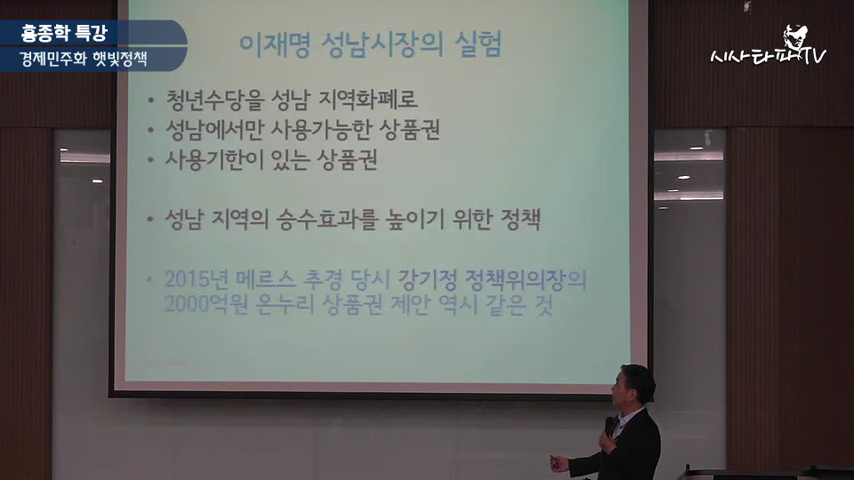 홍종학 특강
경제민주화 햇빛정책
시사타파TV
이재명 성남시장의 실험
• 청년수당을 성남 지역화폐로
• 성남에서만 사용가능한 상품권
• 사용기한이 있는 상품권
• 성남 지역의 승수효과를 높이기 위한 정책
• 2015년 메르스 추경 당시 강기정 정책위의장의
2000억원 온누리 상품권 제안 역시 같은 것